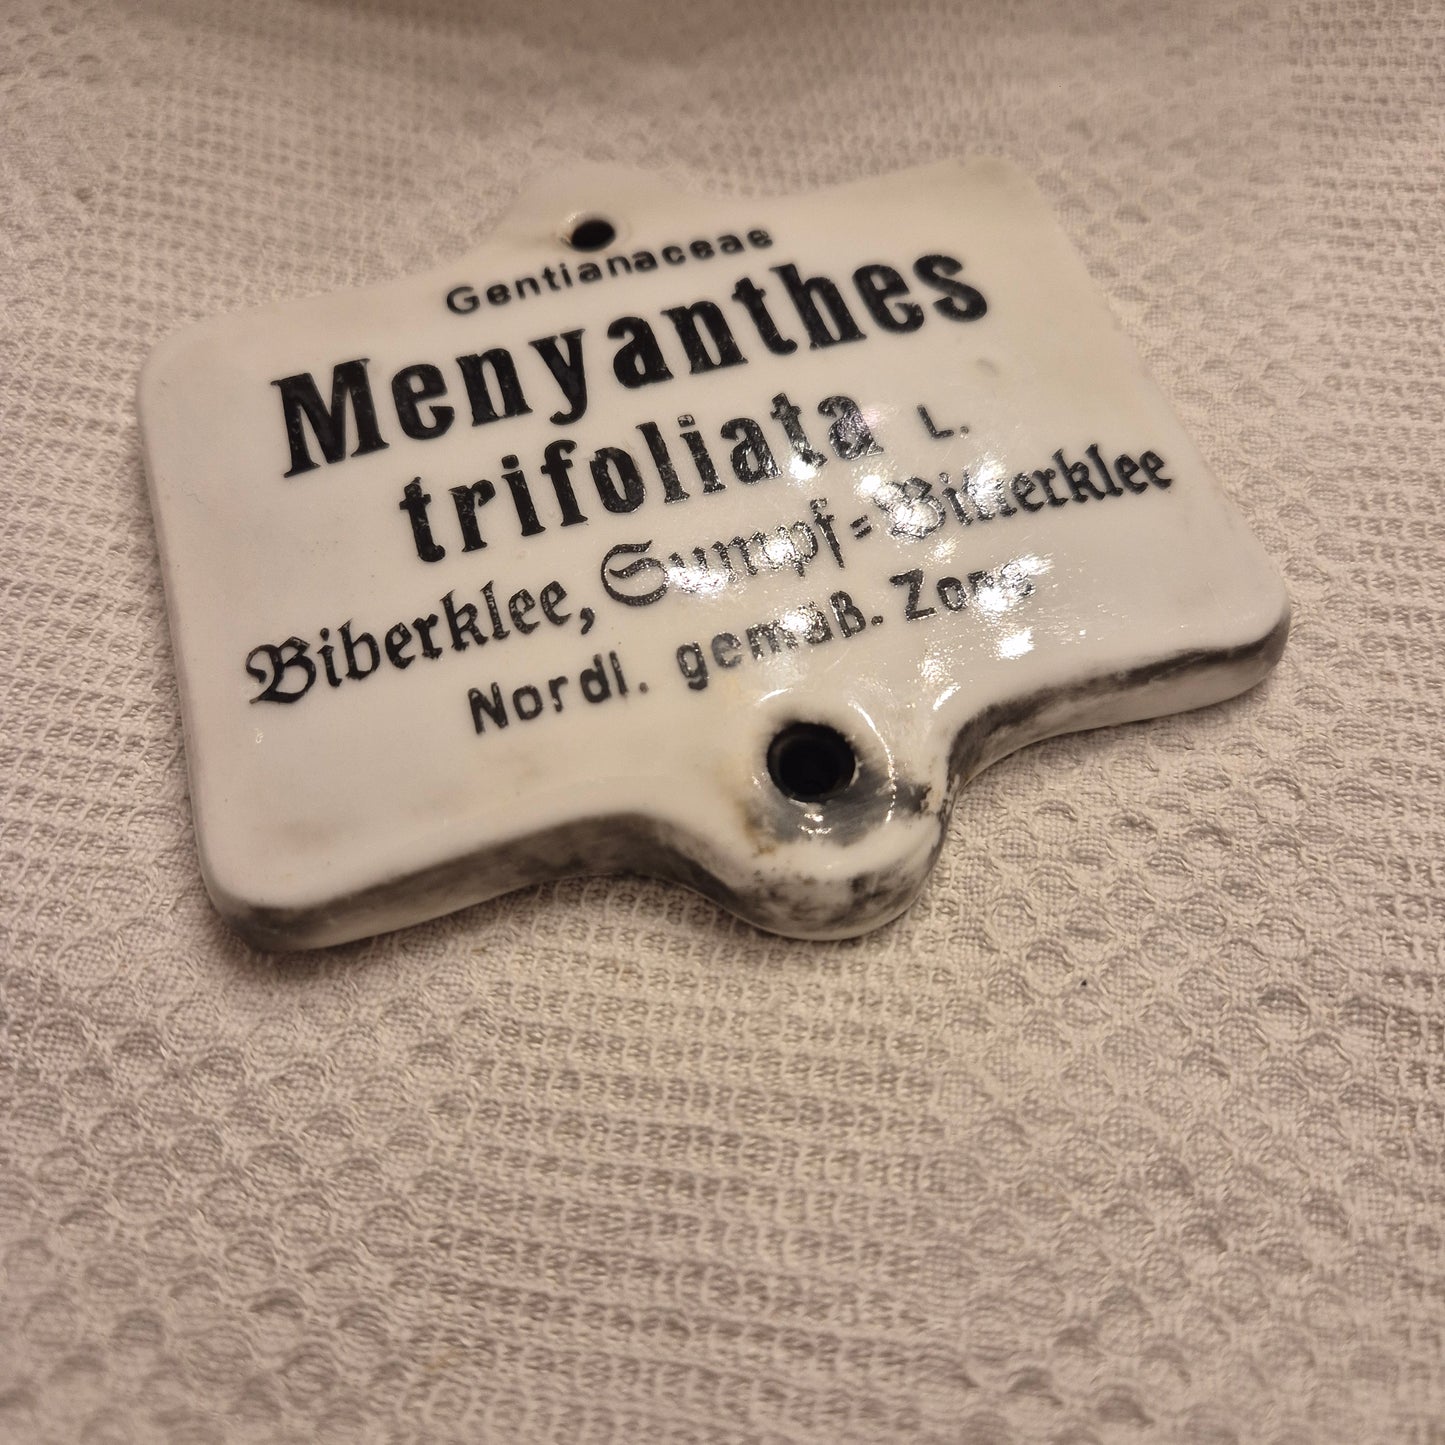 Gentianaceae
Menyanthes
trifoliata L.
Biberklee, Sumpf=Bitterklee
Nordl. gemäß. Zone